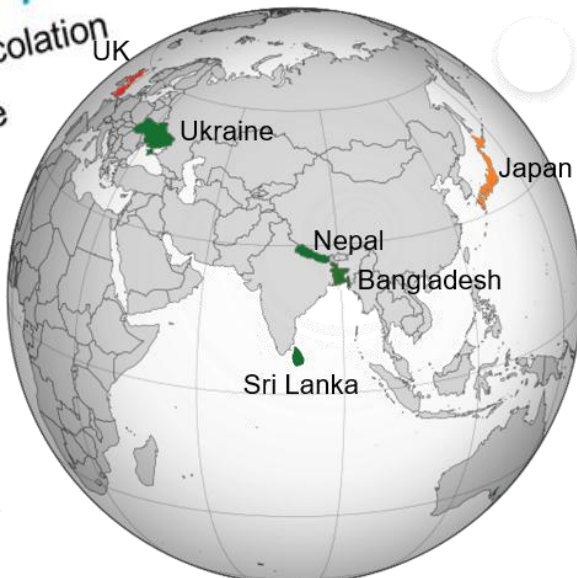 colation
e
UK
Ukraine
Japan
Nepal
Bangladesh
Sri Lanka